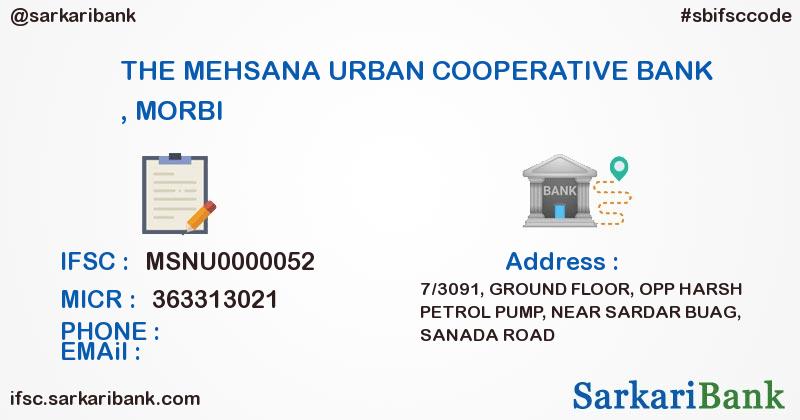 @sarkaribank
#sbifsccode
THE MEHSANA URBAN COOPERATIVE BANK
, MORBI
BANK
IFSC : MSNU0000052
MICR : 363313021
PHONE :
EMAil :
Address :
7/3091, GROUND FLOOR, OPP HARSH
PETROL PUMP, NEAR SARDAR BUAG,
SANADA ROAD
ifsc.sarkaribank.com
SarkariBank